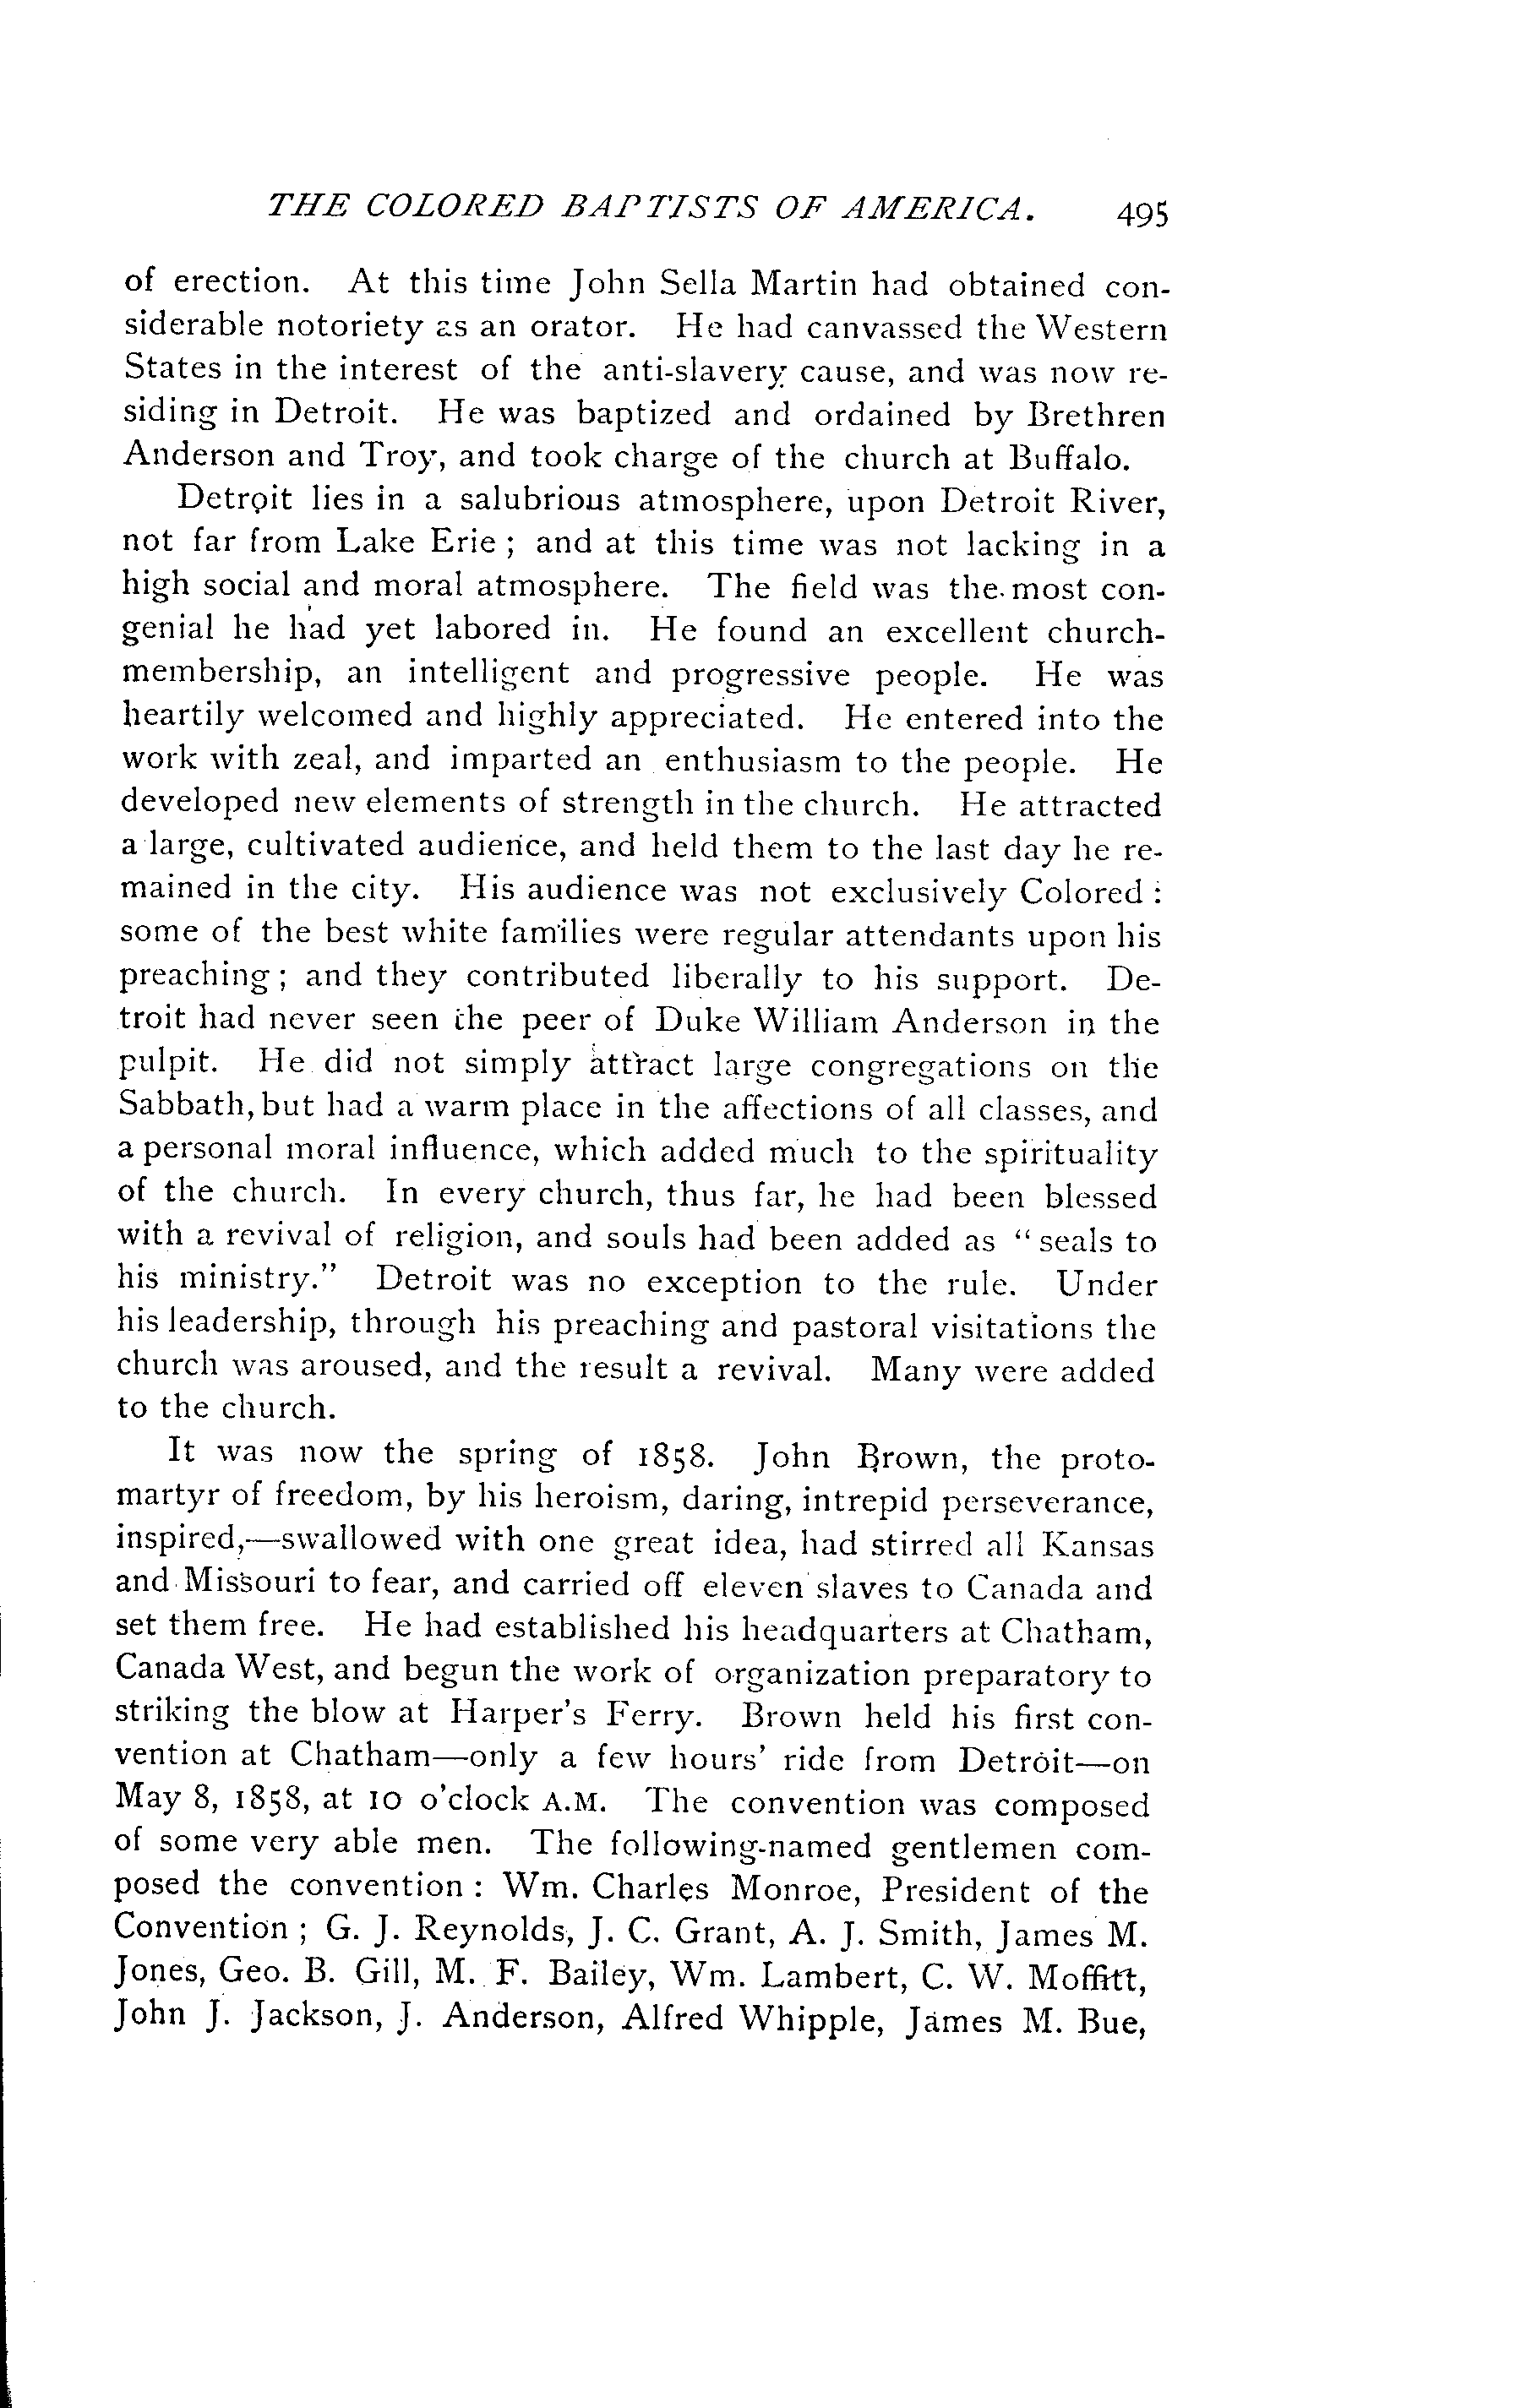 THE COLORED BAPTISTS OF AMERICA. 495
of erection. At this time John Sella Martin had obtained con-
siderable notoriety as an orator. He had canvassed the Western
States in the interest of the anti-slavery cause, and was now re-
siding in Detroit. He was baptized and ordained by Brethren
Anderson and Troy, and took charge of the church at Buffalo.
Detroit lies in a salubrious atmosphere, upon Detroit River,
not far from Lake Erie ; and at this time was not lacking in a
high social and moral atmosphere. The field was the most con-
genial he had yet labored in. He found an excellent church-
membership, an intelligent and progressive people. He was
heartily welcomed and highly appreciated. He entered into the
work with zeal, and imparted an enthusiasm to the people. He
developed new elements of strength in the church. He attracted
a large, cultivated audience, and held them to the last day he re-
mained in the city. His audience was not exclusively Colored :
some of the best white families were regular attendants upon his
preaching ; and they contributed liberally to his support. De-
troit had never seen the peer of Duke William Anderson in the
pulpit. He did not simply attract large congregations on the
Sabbath, but had a warm place in the affections of all classes, and
a personal moral influence, which added much to the spirituality
of the church. In every church, thus far, he had been blessed
with a revival of religion, and souls had been added as "seals to
his ministry." Detroit was no exception to the rule. Under
his leadership, through his preaching and pastoral visitations the
church was aroused, and the result a revival. Many were added
to the church.
It was now the spring of 1858. John Brown, the proto-
martyr of freedom, by his heroism, daring, intrepid perseverance,
inspired,—swallowed with one great idea, had stirred all Kansas
and Missouri to fear, and carried off eleven slaves to Canada and
set them free. He had established his headquarters at Chatham,
Canada West, and begun the work of organization preparatory to
striking the blow at Harper's Ferry. Brown held his first con-
vention at Chatham—only a few hours' ride from Detroit—on
May 8, 1858, at 10 o'clock A.M. The convention was composed
of some very able men. The following-named gentlemen com-
posed the convention : Wm. Charles Monroe, President of the
Convention ; G. J. Reynolds, J. C. Grant, A. J. Smith, James M.
Jones, Geo. B. Gill, M. F. Bailey, Wm. Lambert, C. W. Moffitt,
John J. Jackson, J. Anderson, Alfred Whipple, James M. Bue,